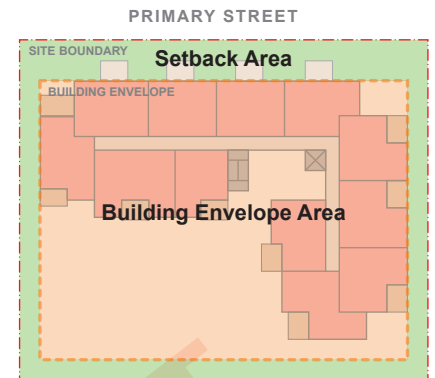 PRIMARY STREET
SITE BOUNDARY
Setback Area
BUILDING ENVELOPE
Building Envelope Area